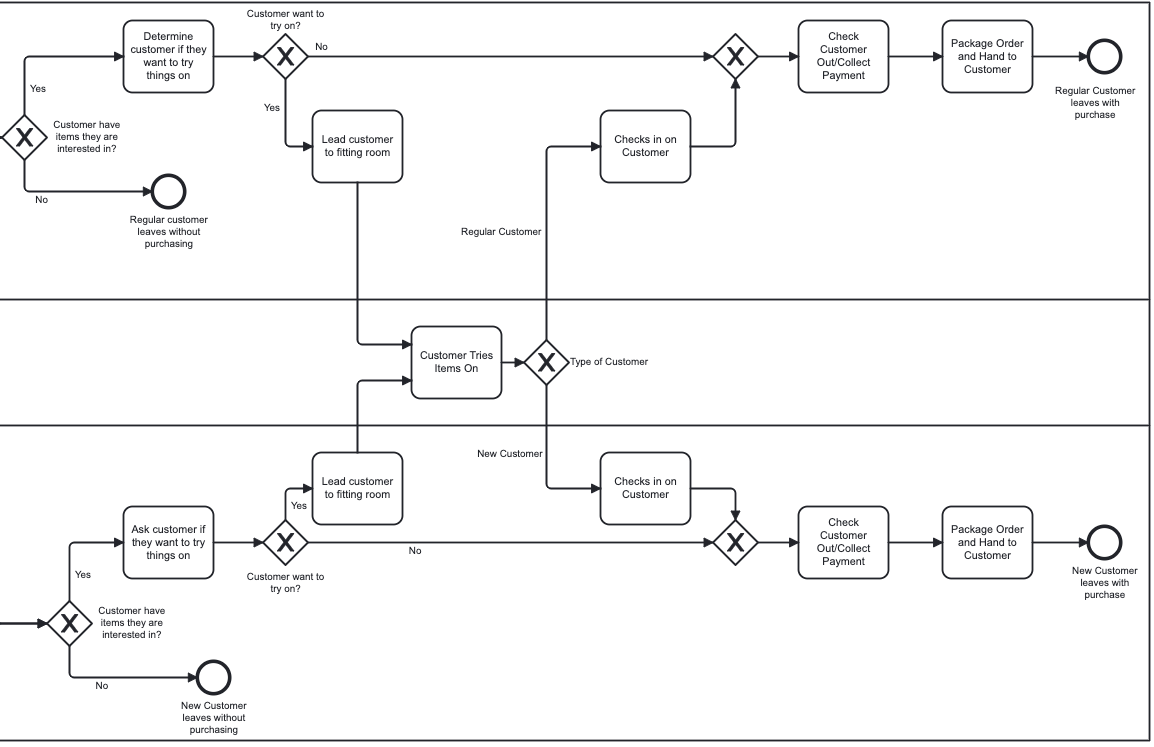 Customer want to
try on?
Determine
customer if they
want to try
things on
No
Check
Customer
Out/Collect
Payment
Package Order
and Hand to
Customer
Yes
Regular Customer
leaves with
purchase
Yes
Customer have
items they are
interested in?
Lead customer
to fitting room
Checks in on
Customer
No
Regular customer
leaves without
purchasing
Regular Customer
Customer Tries
Items On
Type of Customer
New Customer
Lead customer
to fitting room
Checks in on
Customer
Yes
Ask customer if
they want to try
things on
No
Check
Customer
Out/Collect
Payment
Package Order
and Hand to
Customer
Customer want to
try on?
New Customer
leaves with
purchase
Yes
Customer have
items they are
interested in?
No
New Customer
leaves without
purchasing